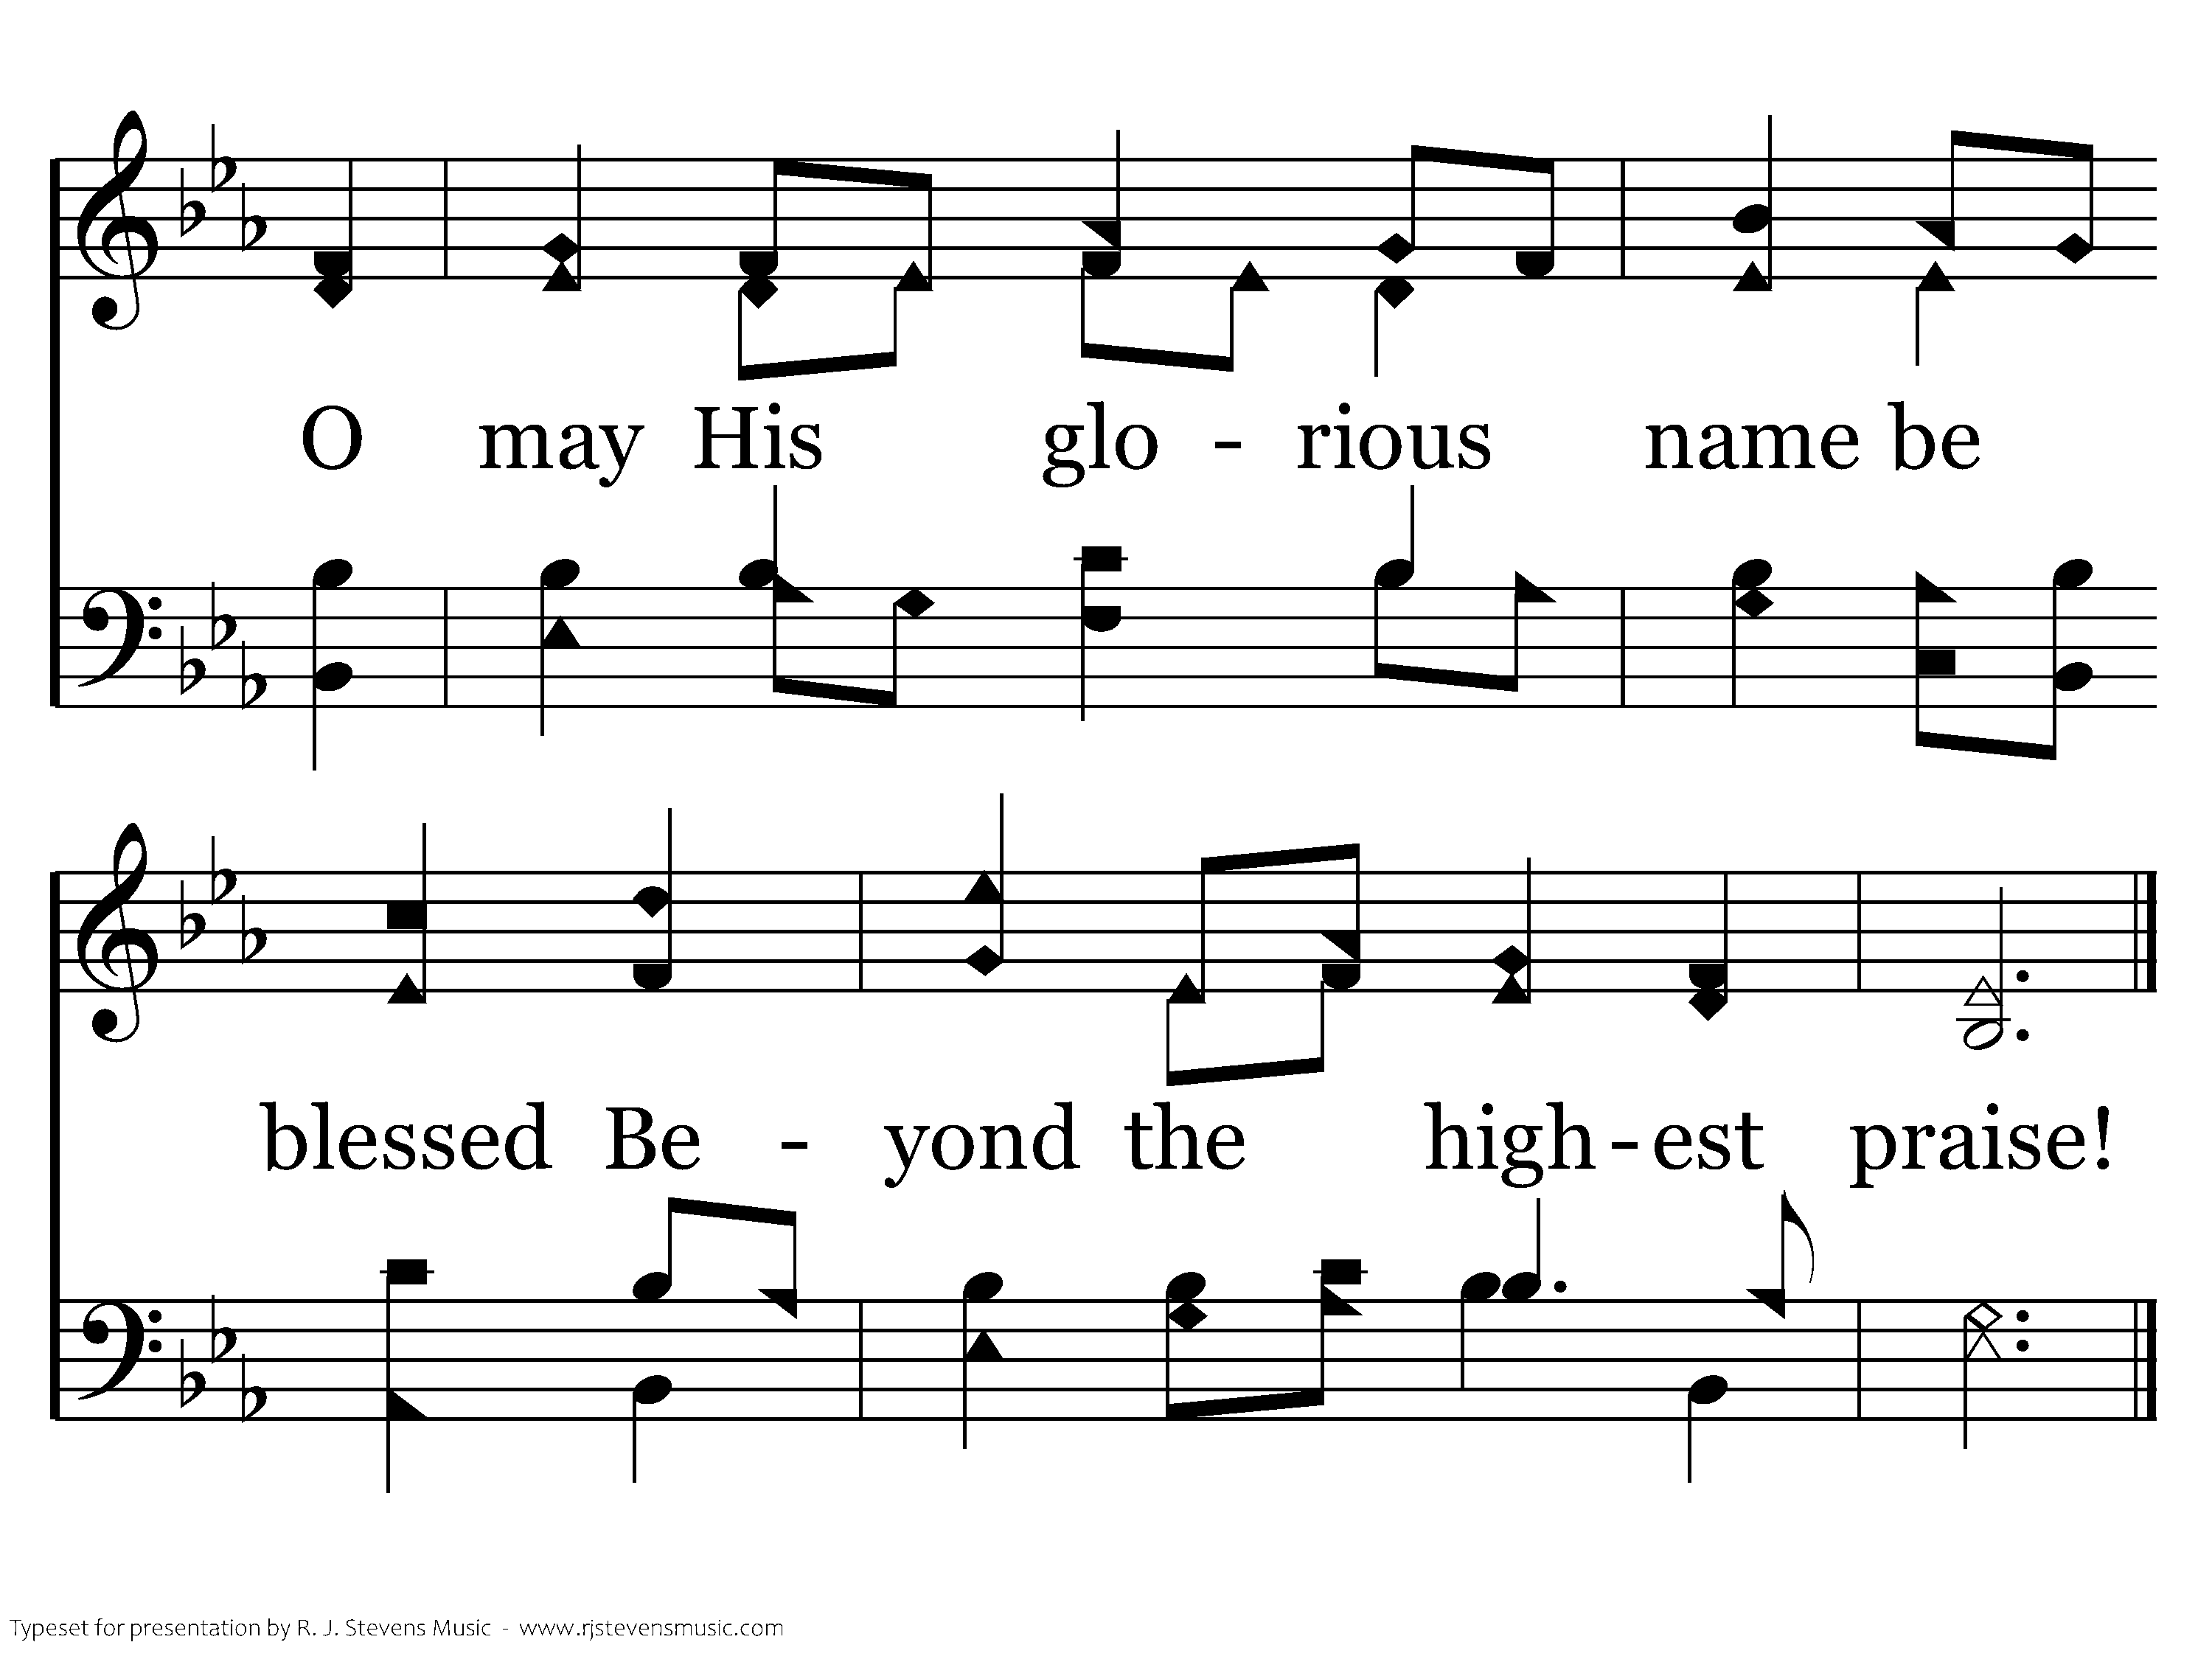 O may His glo - rious name be
blessed Be - yond the high - est praise!
Typeset for presentation by R. J. Stevens Music - www.rjstevensmusic.com